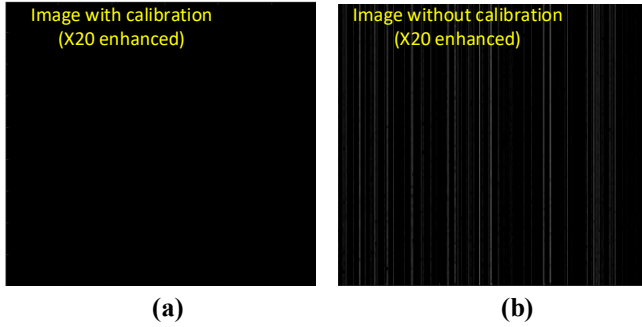 Image with calibration
(X20 enhanced)
Image without calibration
(X20 enhanced)
(a)
(b)